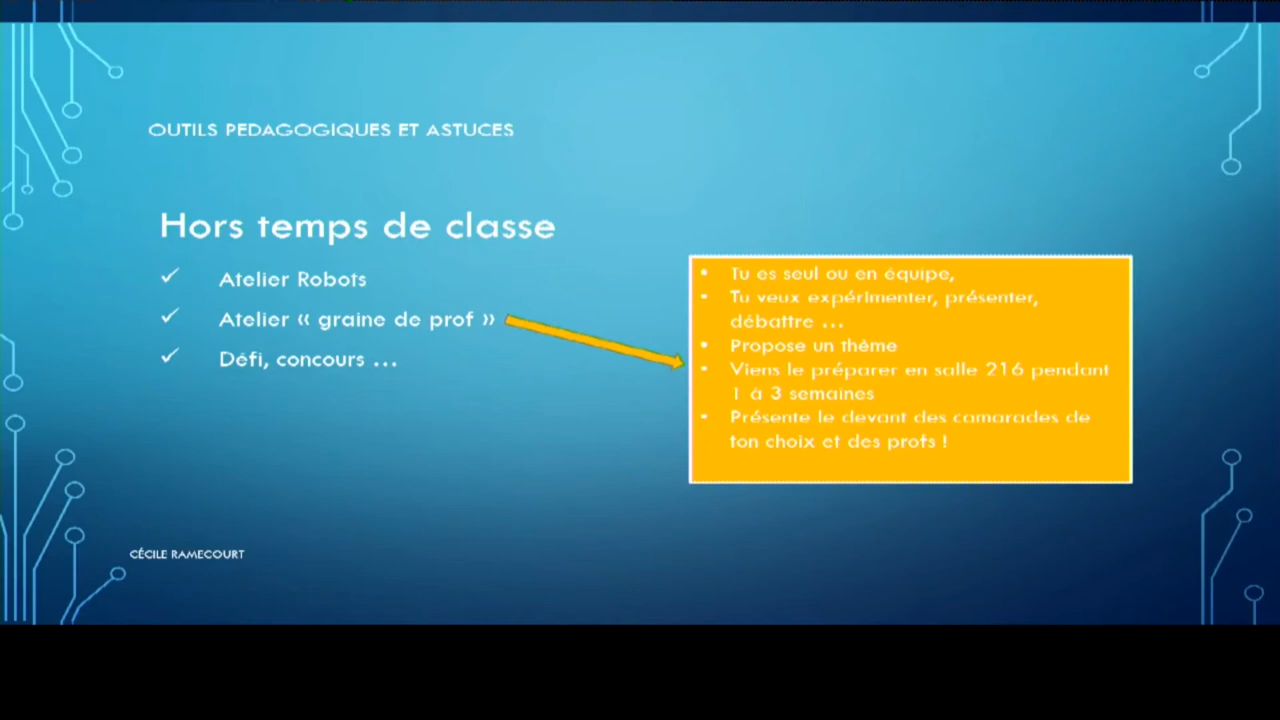 OUTILS PEDAGOGIQUES ET ASTUCES
Hors temps de classe
✓ Atelier Robots
✓ Atelier « graine de prof »
✓ Défi, concours ...
• Tu es seul ou en équipe,
• Tu veux expérimenter, présenter,
débattre ...
• Propose un thème
• Viens le préparer en salle 216 pendant
1 à 3 semaines
• Présente le devant des camarades de
ton choix et des profs !
CÉCILE RAMECOURT